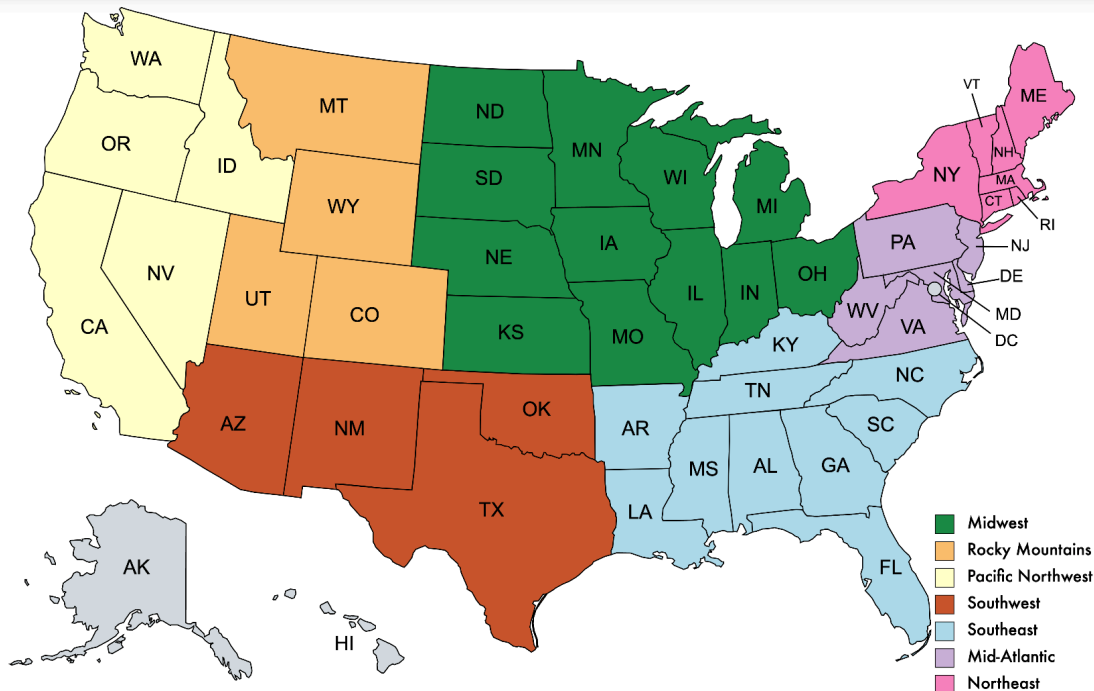 WA
MT
ND
MN
VT
ME
OR
ID
SD
WI
MI
NH
NY
MA
CT
RI
WY
NE
IA
PA
NJ
NV
UT
CO
IL
IN
OH
DE
MD
DC
WV
VA
CA
KS
MO
KY
NC
TN
AZ
NM
OK
AR
SC
MS
AL
GA
TX
LA
FL
AK
HI
Midwest
Rocky Mountains
Pacific Northwest
Southwest
Southeast
Mid-Atlantic
Northeast